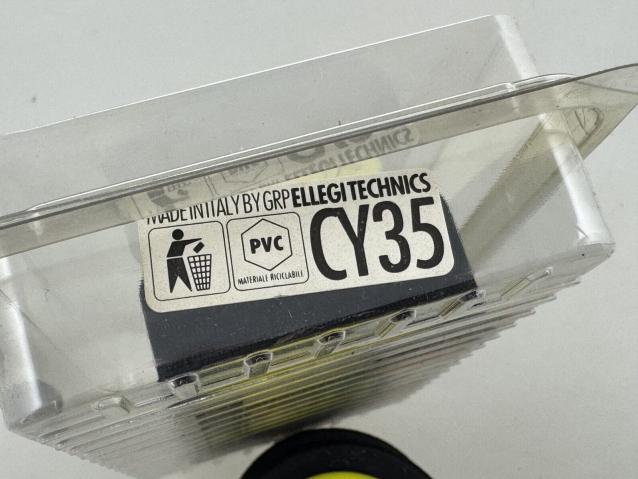 MADE IN ITALY BY GRP ELLEGI TECHNICS
PVC
MATERIALE RICICLABILE
CY35